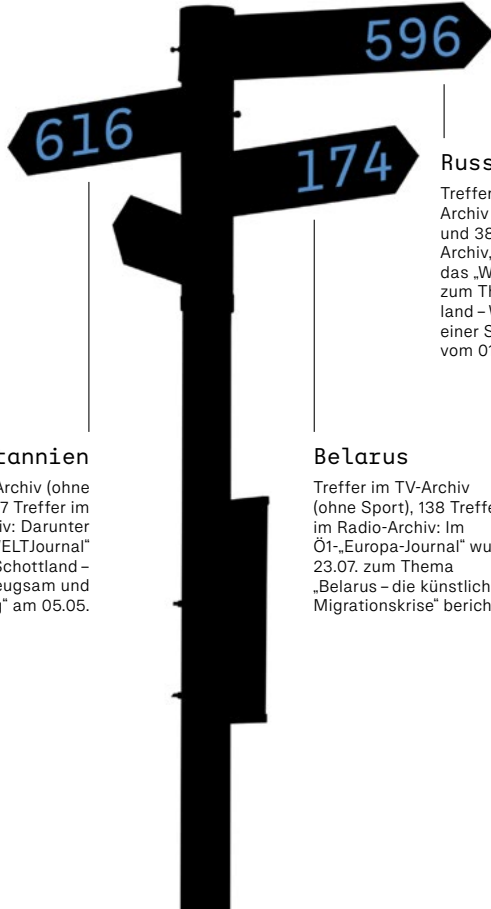 596
616
174
Russ
Treffer
Archiv
und 38
Archiv,
das „W
zum Th
land – W
einer S
vom 01
tannien
Archiv (ohne
7 Treffer im
iv: Darunter
ELTJournal“
Schottland –
eugsam und
“ am 05.05.
Belarus
Treffer im TV-Archiv
(ohne Sport), 138 Treffe
im Radio-Archiv: Im
Ö1-„Europa-Journal“ wu
23.07. zum Thema
„Belarus – die künstlich
Migrationskrise“ berich